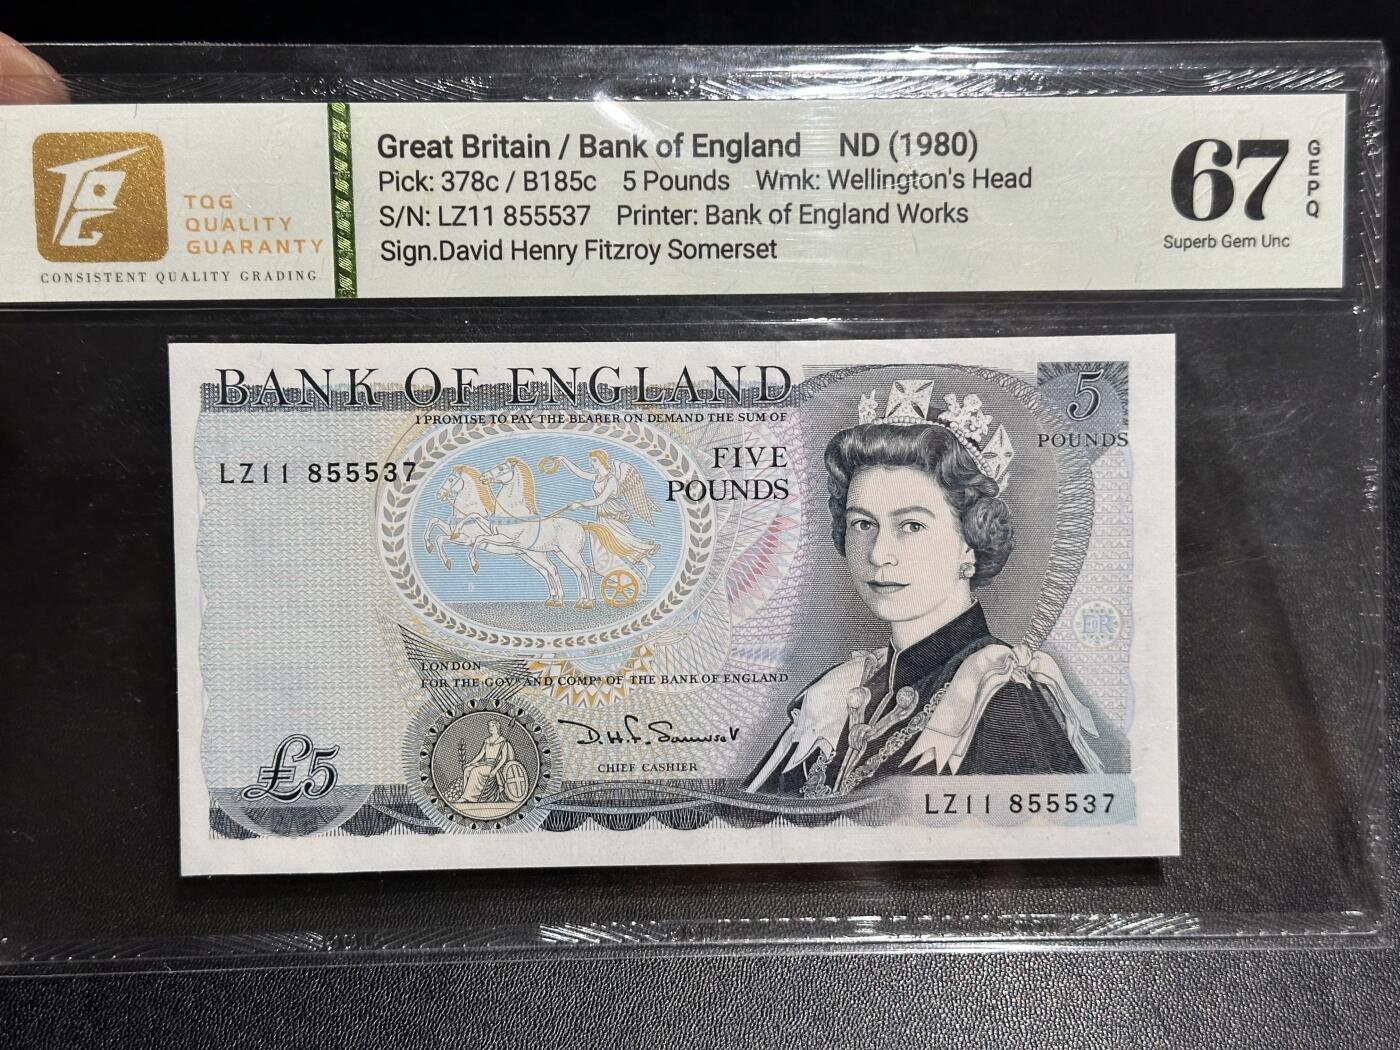 TQG
QUALITY
GUARANTY
CONSISTENT QUALITY GRADING
Great Britain / Bank of England ND (1980)
Pick: 378c / B185c 5 Pounds Wmk: Wellington's Head
S/N: LZ11 855537 Printer: Bank of England Works
Sign.David Henry Fitzroy Somerset
67
GEPQ
Superb Gem Unc
BANK OF ENGLAND
I PROMISE TO PAY THE BEARER ON DEMAND THE SUM OF
5
POUNDS
LZ11 855537
FIVE
POUNDS
ER
LONDON
FOR THE GOVR AND COMPA OF THE BANK OF ENGLAND
D.H.F. Somerset
CHIEF CASHIER
£5
LZ11 855537